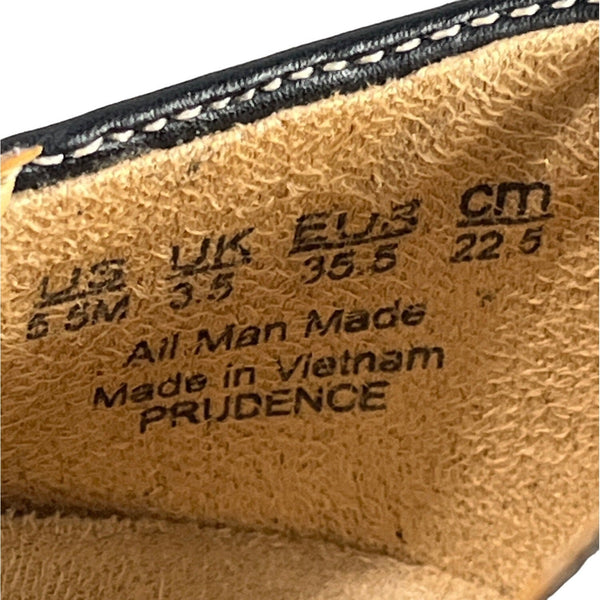 US UK EUR cm
5.5M 3.5 35.5 22.5
All Man Made
Made in Vietnam
PRUDENCE